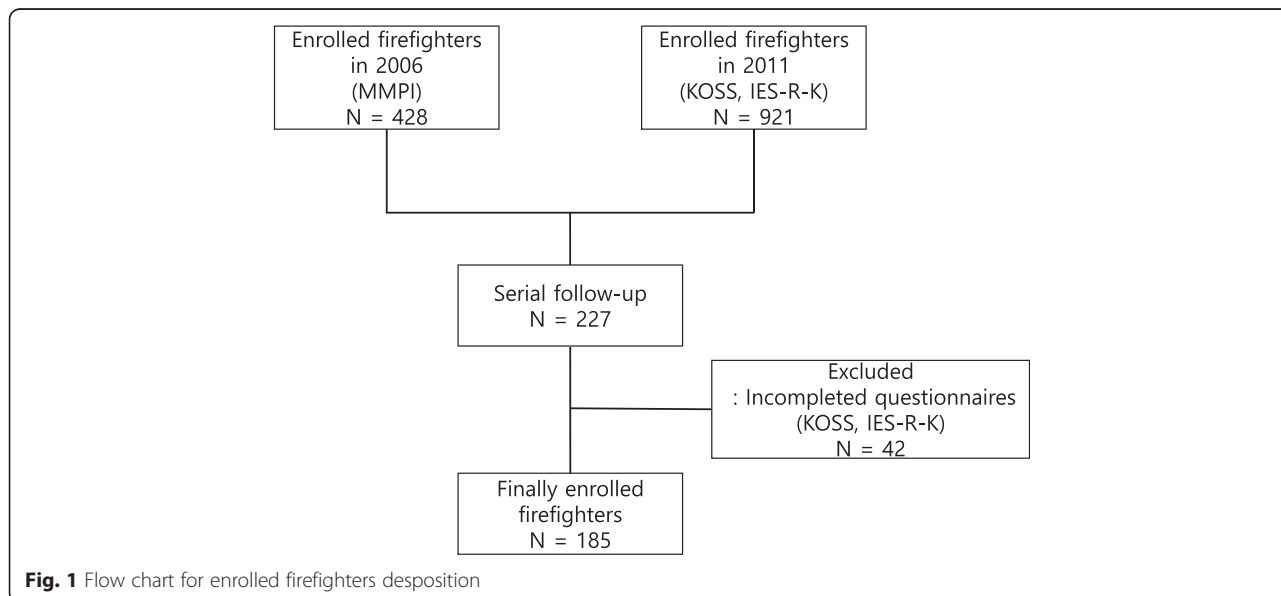 Enrolled firefighters
in 2006
(MMPI)
N = 428
Enrolled firefighters
in 2011
(KOSS, IES-R-K)
N = 921
Serial follow-up
N = 227
Excluded
: Incompleted questionnaires
(KOSS, IES-R-K)
N = 42
Finally enrolled
firefighters
N = 185
Fig. 1 Flow chart for enrolled firefighters desposition